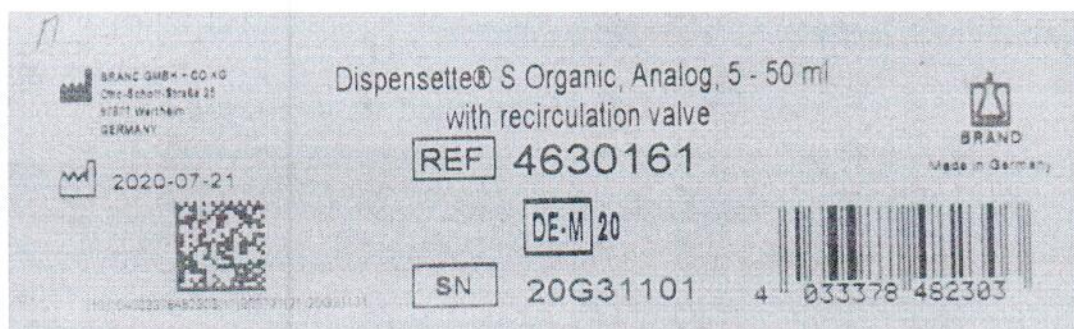 BRAND GMBH + CO KG
Otto-Schott-Straße 25
97877 Wertheim
GERMANY
2020-07-21
Dispensette® S Organic, Analog, 5 - 50 ml
with recirculation valve
REF 4630161
DE-M 20
SN 20G31101
BRAND
Made in Germany
4 033378 482303